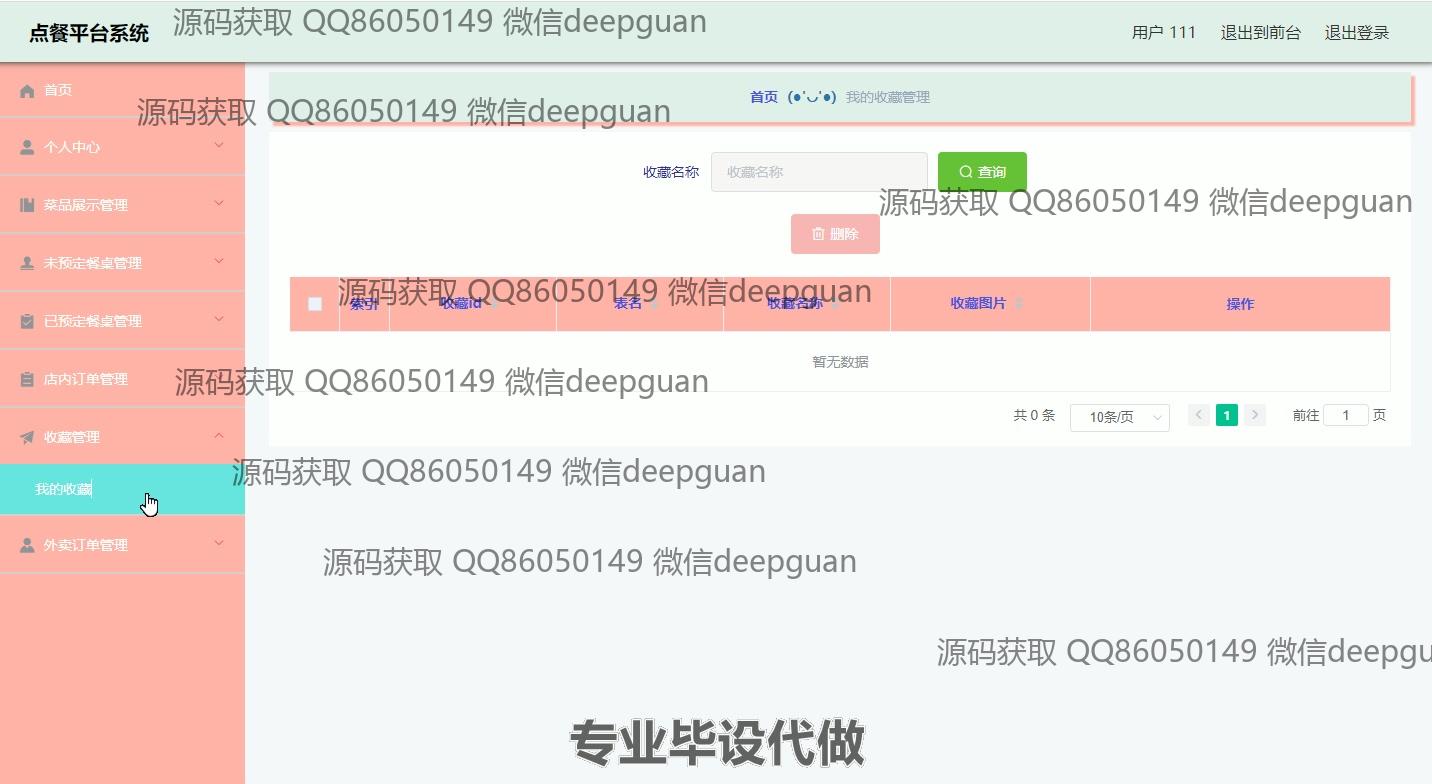 点餐平台系统
源码获取 QQ86050149 微信deepguan
用户 111
退出到前台
退出登录
首页
首页 (●'◡'●) 我的收藏管理
源码获取 QQ86050149 微信deepguan
个人中心
收藏名称
收藏名称
查询
菜品展示管理
源码获取 QQ86050149 微信deepguan
删除
未预定餐桌管理
源码获取 QQ86050149 微信deepguan
索引
收藏id
表名
收藏名称
收藏图片
操作
已预定餐桌管理
暂无数据
店内订单管理
源码获取 QQ86050149 微信deepguan
共 0 条
10条/页
1
前往 1 页
收藏管理
源码获取 QQ86050149 微信deepguan
我的收藏
外卖订单管理
源码获取 QQ86050149 微信deepguan
源码获取 QQ86050149 微信deepgu
专业毕设代做